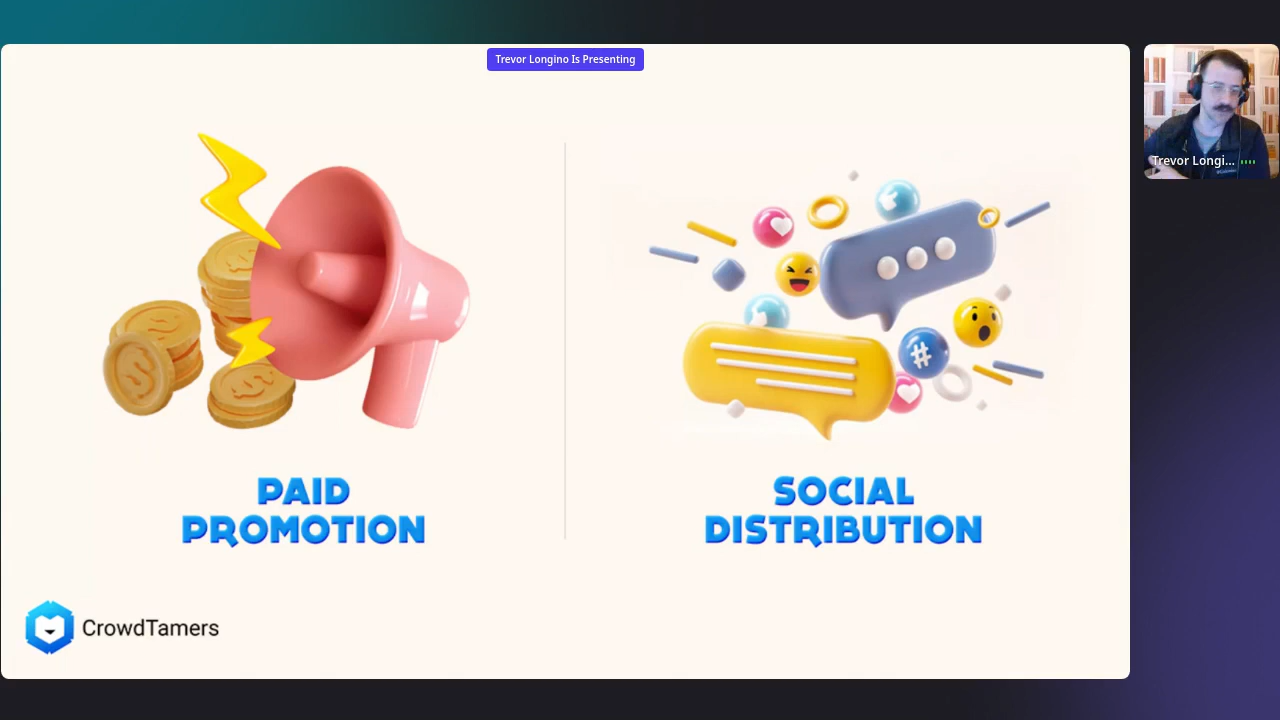 Trevor Longino Is Presenting
Trevor Longi...
#
PAID
PROMOTION
SOCIAL
DISTRIBUTION
CrowdTamers